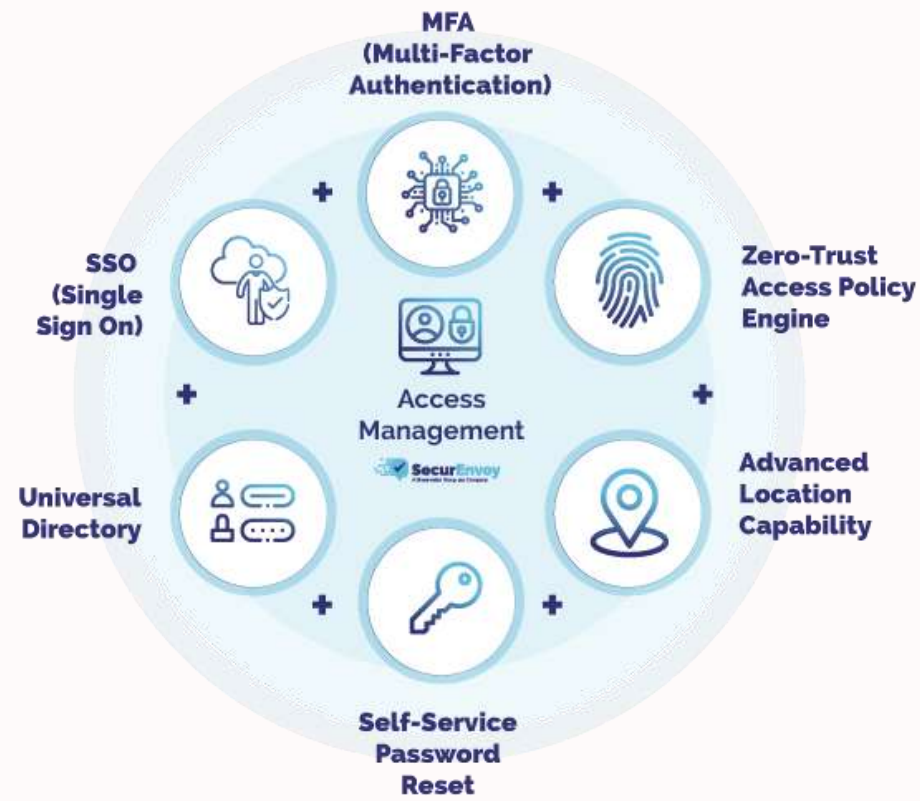 MFA
(Multi-Factor
Authentication)
SSO
(Single
Sign On)
Zero-Trust
Access Policy
Engine
Access
Management
SecurEnvoy
Universal
Directory
Advanced
Location
Capability
Self-Service
Password
Reset